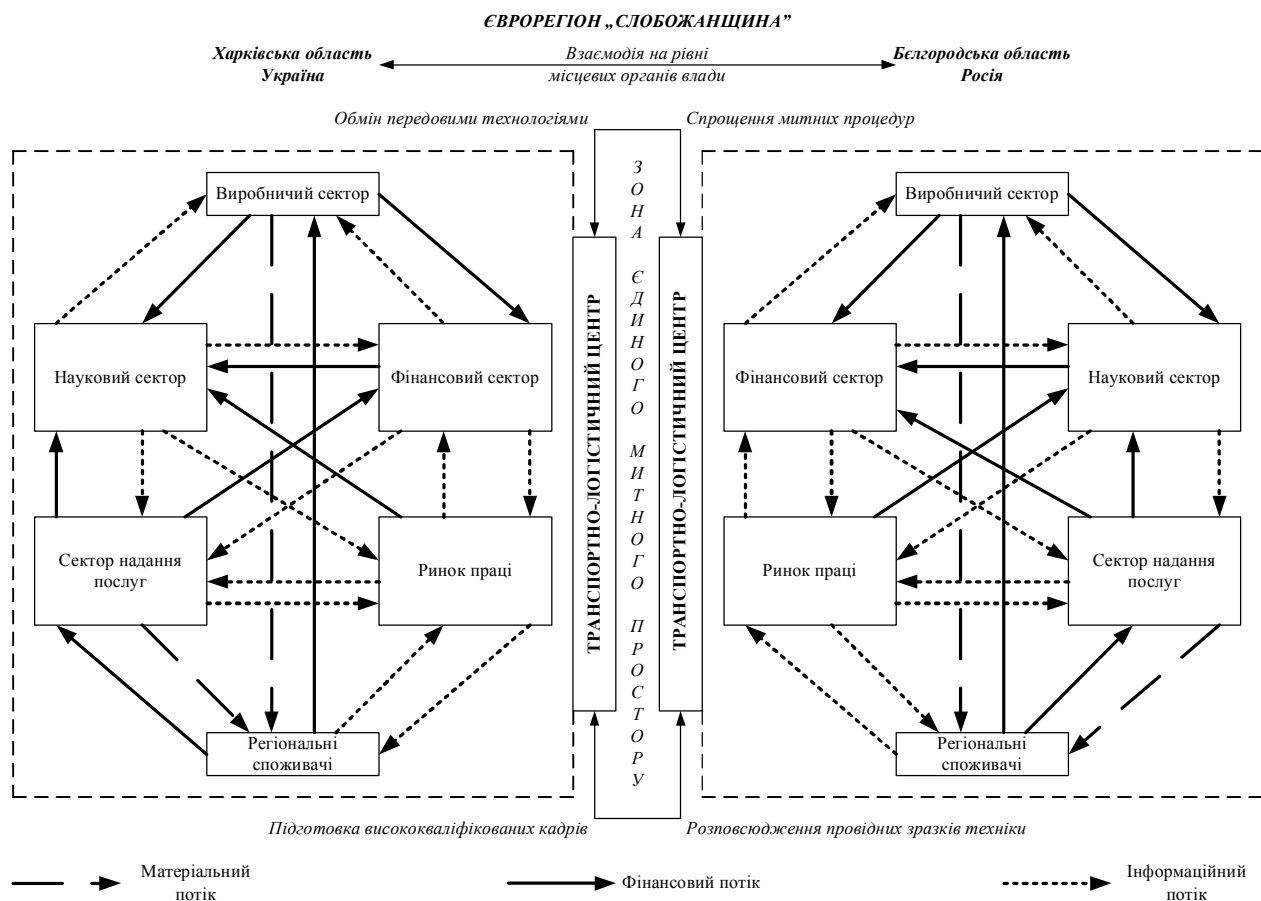 ЄВРОРЕГІОН „СЛОБОЖАНЩИНА”
Харківська область
Україна
Взаємодія на рівні
місцевих органів влади
Бєлгородська область
Росія
Обмін передовими технологіями
Спрощення митних процедур
Виробничий сектор
Науковий сектор
Фінансовий сектор
Сектор надання
послуг
Ринок праці
Регіональні
споживачі
ТРАНСПОРТНО-ЛОГІСТИЧНИЙ ЦЕНТР
ЗОНА ЄДИНОГО МИТНОГО ПРОСТОРУ
ТРАНСПОРТНО-ЛОГІСТИЧНИЙ ЦЕНТР
Виробничий сектор
Фінансовий сектор
Науковий сектор
Ринок праці
Сектор надання
послуг
Регіональні
споживачі
Підготовка висококваліфікованих кадрів
Розповсюдження провідних зразків техніки
Матеріальний
потік
Фінансовий потік
Інформаційний
потік